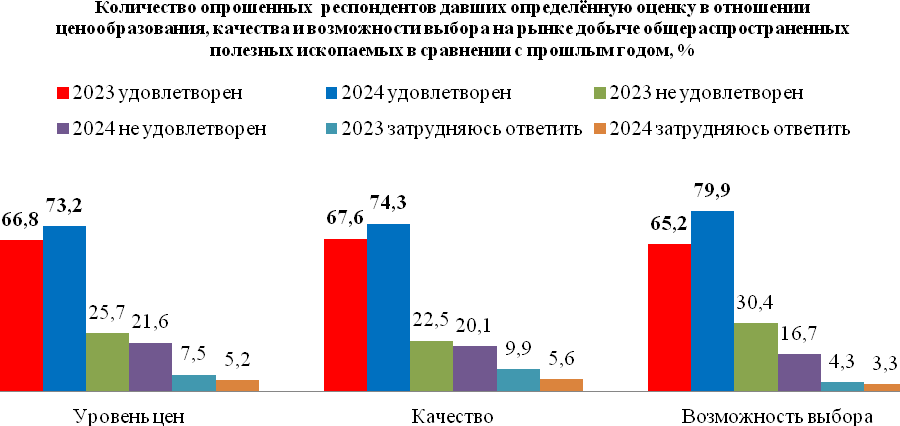 Количество опрошенных респондентов давших определённую оценку в отношении
ценообразования, качества и возможности выбора на рынке добыче общераспространенных
полезных ископаемых в сравнении с прошлым годом, %
2023 удовлетворен 2024 удовлетворен 2023 не удовлетворен
2024 не удовлетворен 2023 затрудняюсь ответить 2024 затрудняюсь ответить
66,8 73,2 25,7 21,6 7,5 5,2
67,6 74,3 22,5 20,1 9,9 5,6
65,2 79,9 30,4 16,7 4,3 3,3
Уровень цен Качество Возможность выбора